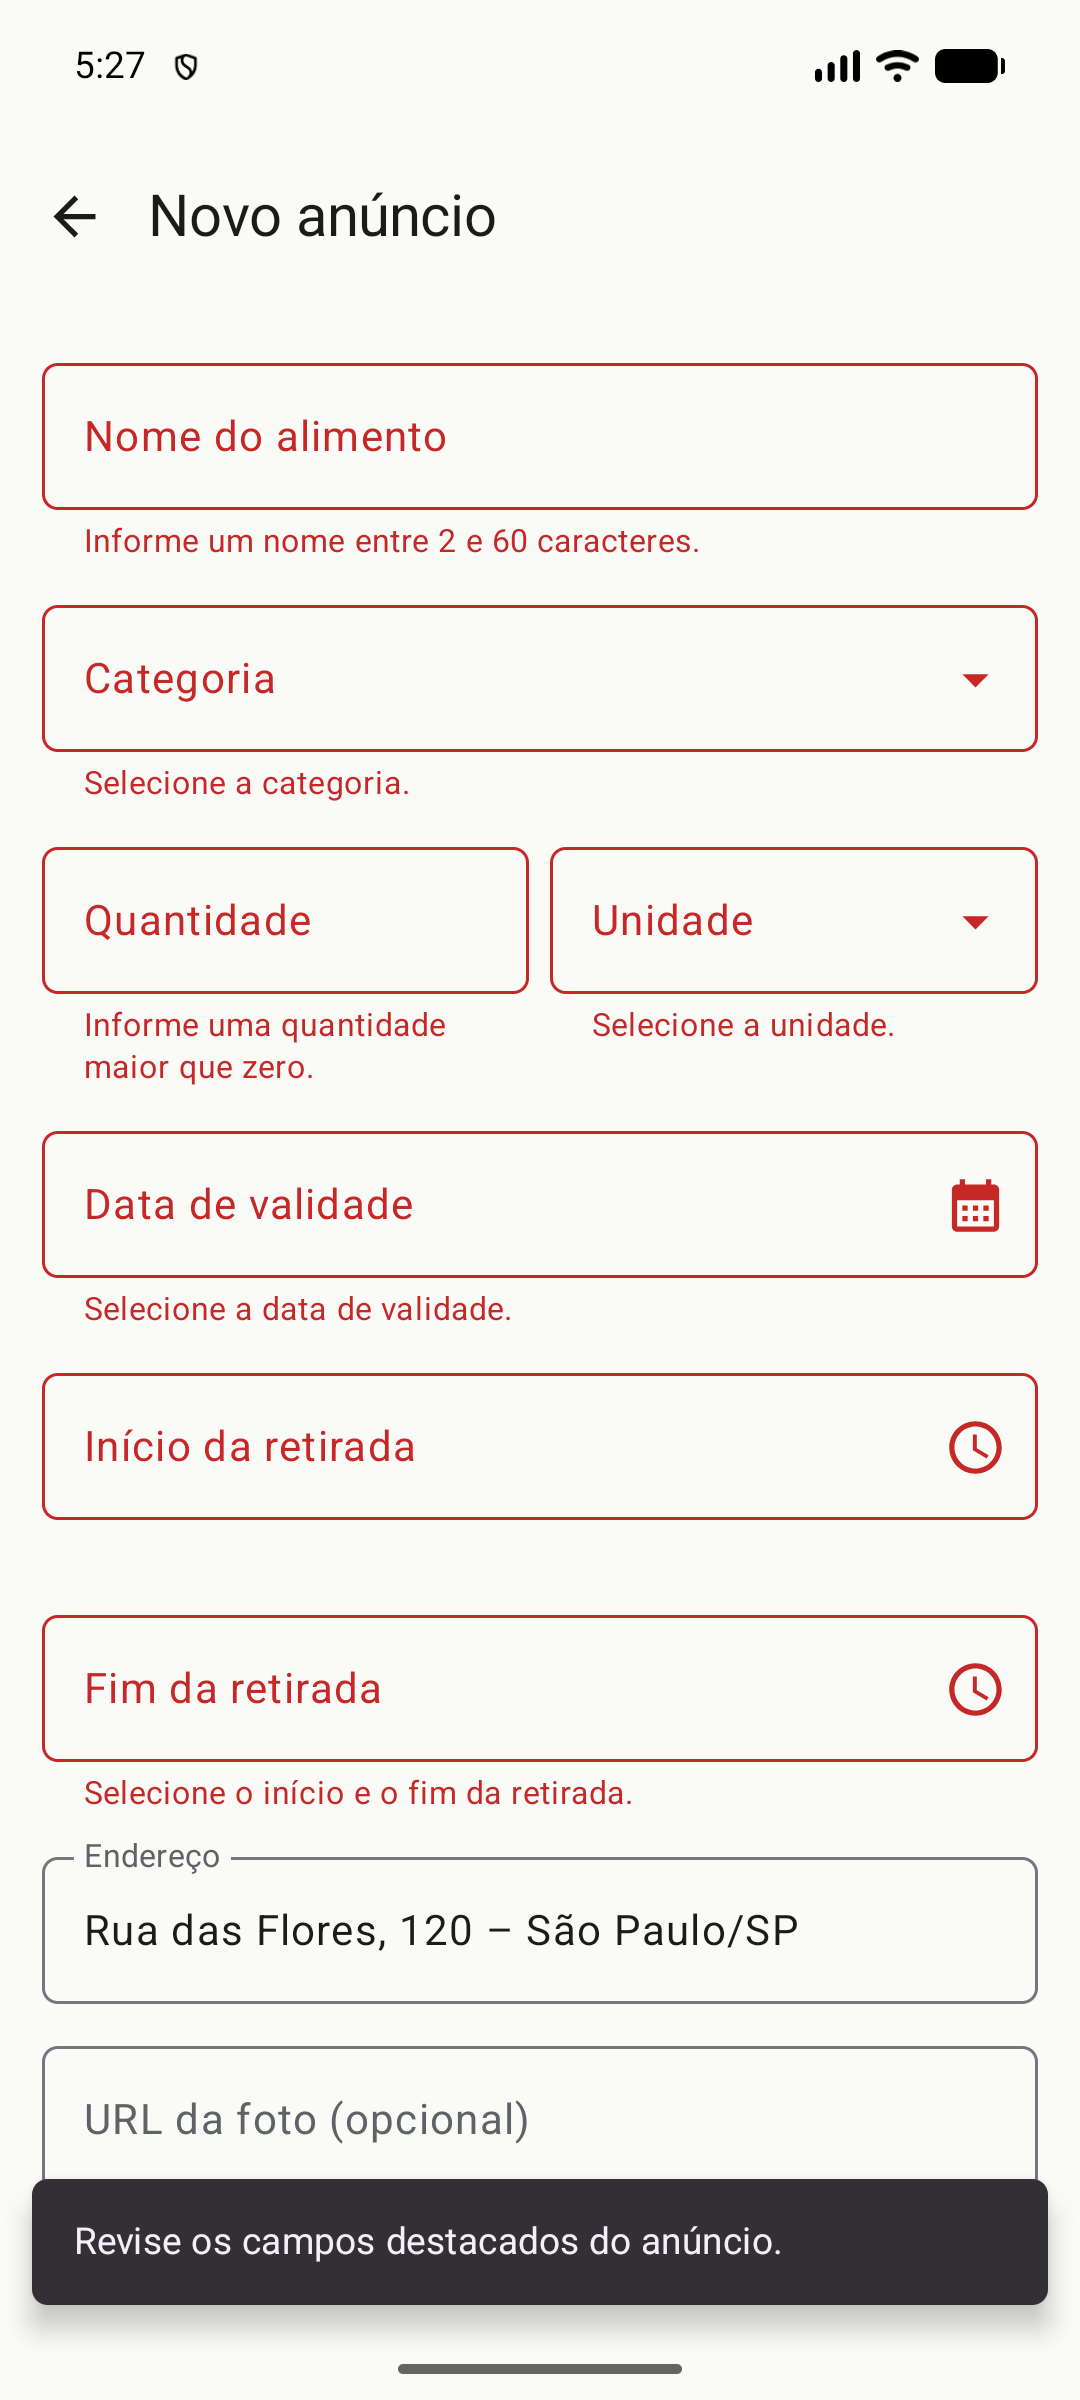 5:27
Novo anúncio
Nome do alimento
Informe um nome entre 2 e 60 caracteres.
Categoria
Selecione a categoria.
Quantidade
Unidade
Informe uma quantidade
maior que zero.
Selecione a unidade.
Data de validade
Selecione a data de validade.
Início da retirada
Fim da retirada
Selecione o início e o fim da retirada.
Endereço
Rua das Flores, 120 – São Paulo/SP
URL da foto (opcional)
Revise os campos destacados do anúncio.